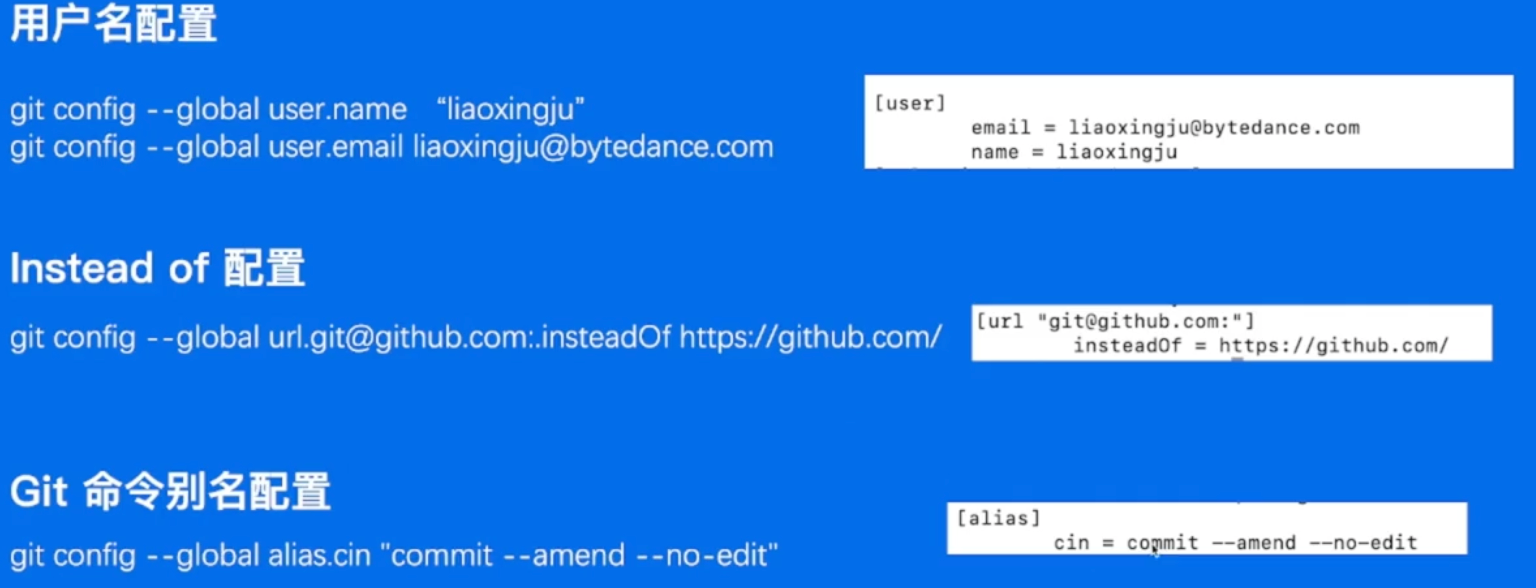 用户名配置
git config --global user.name “liaoxingju”
git config --global user.email liaoxingju@bytedance.com
[user]
email = liaoxingju@bytedance.com
name = liaoxingju
Instead of 配置
git config --global url.git@github.com:.insteadOf https://github.com/
[url "git@github.com:"]
insteadOf = https://github.com/
Git 命令别名配置
git config --global alias.cin "commit --amend --no-edit"
[alias]
cin = commit --amend --no-edit